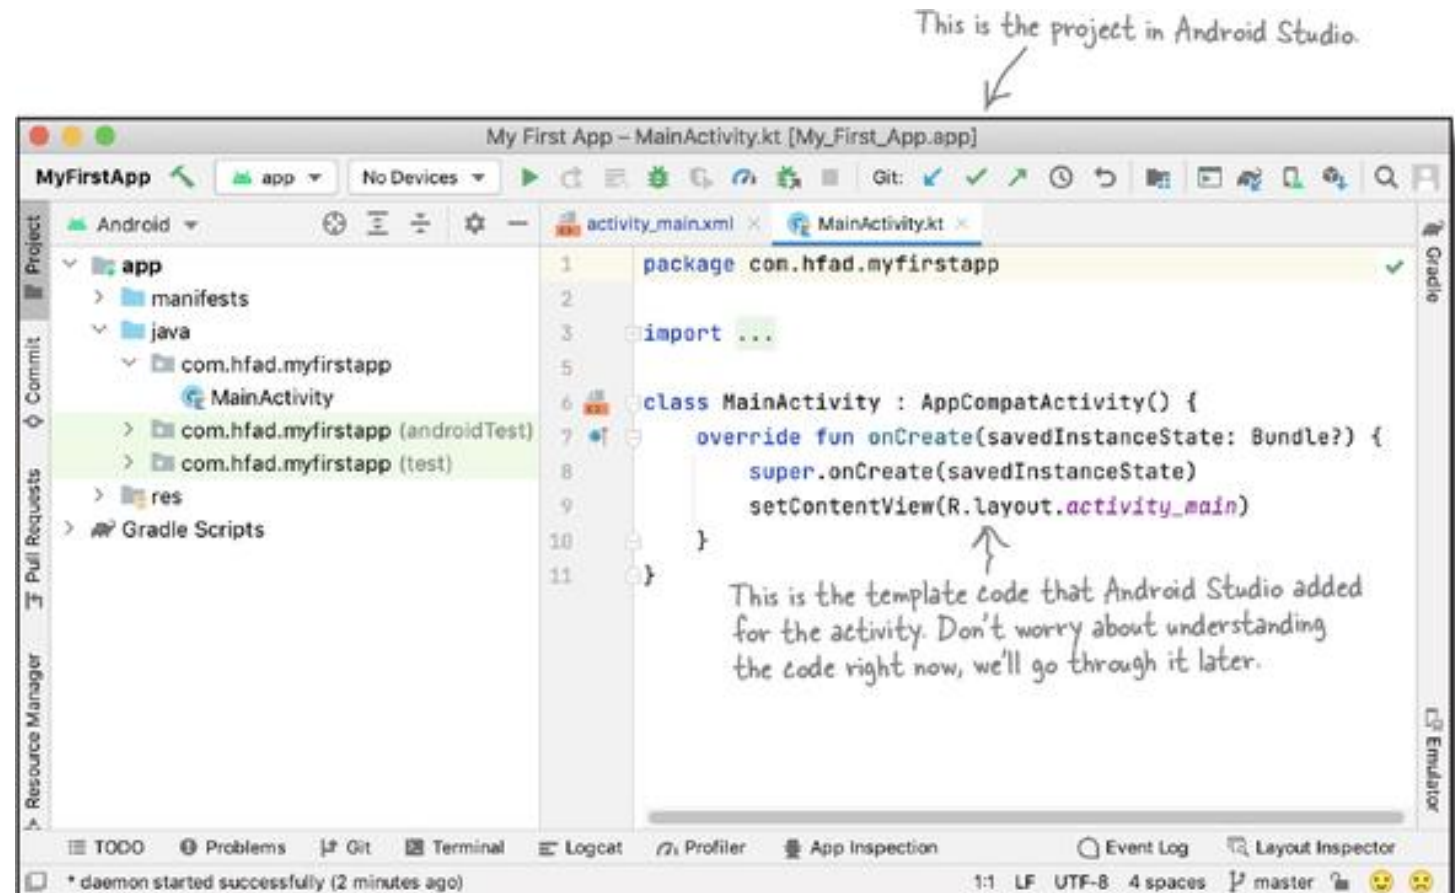 This is the project in Android Studio.
My First App – MainActivity.kt [My_First_App.app]
MyFirstApp app No Devices Git:
Project
Commit
Pull Requests
Resource Manager
Android
app
manifests
java
com.hfad.myfirstapp
MainActivity
com.hfad.myfirstapp (androidTest)
com.hfad.myfirstapp (test)
res
Gradle Scripts
activity_main.xml MainActivity.kt
1 package com.hfad.myfirstapp
2
3 import ...
5
6 class MainActivity : AppCompatActivity() {
7 override fun onCreate(savedInstanceState: Bundle?) {
8 super.onCreate(savedInstanceState)
9 setContentView(R.layout.activity_main)
10 }
11 }
This is the template code that Android Studio added
for the activity. Don't worry about understanding
the code right now, we'll go through it later.
Gradle
Emulator
TODO Problems Git Terminal Logcat Profiler App Inspection Event Log Layout Inspector
* daemon started successfully (2 minutes ago) 1:1 LF UTF-8 4 spaces master